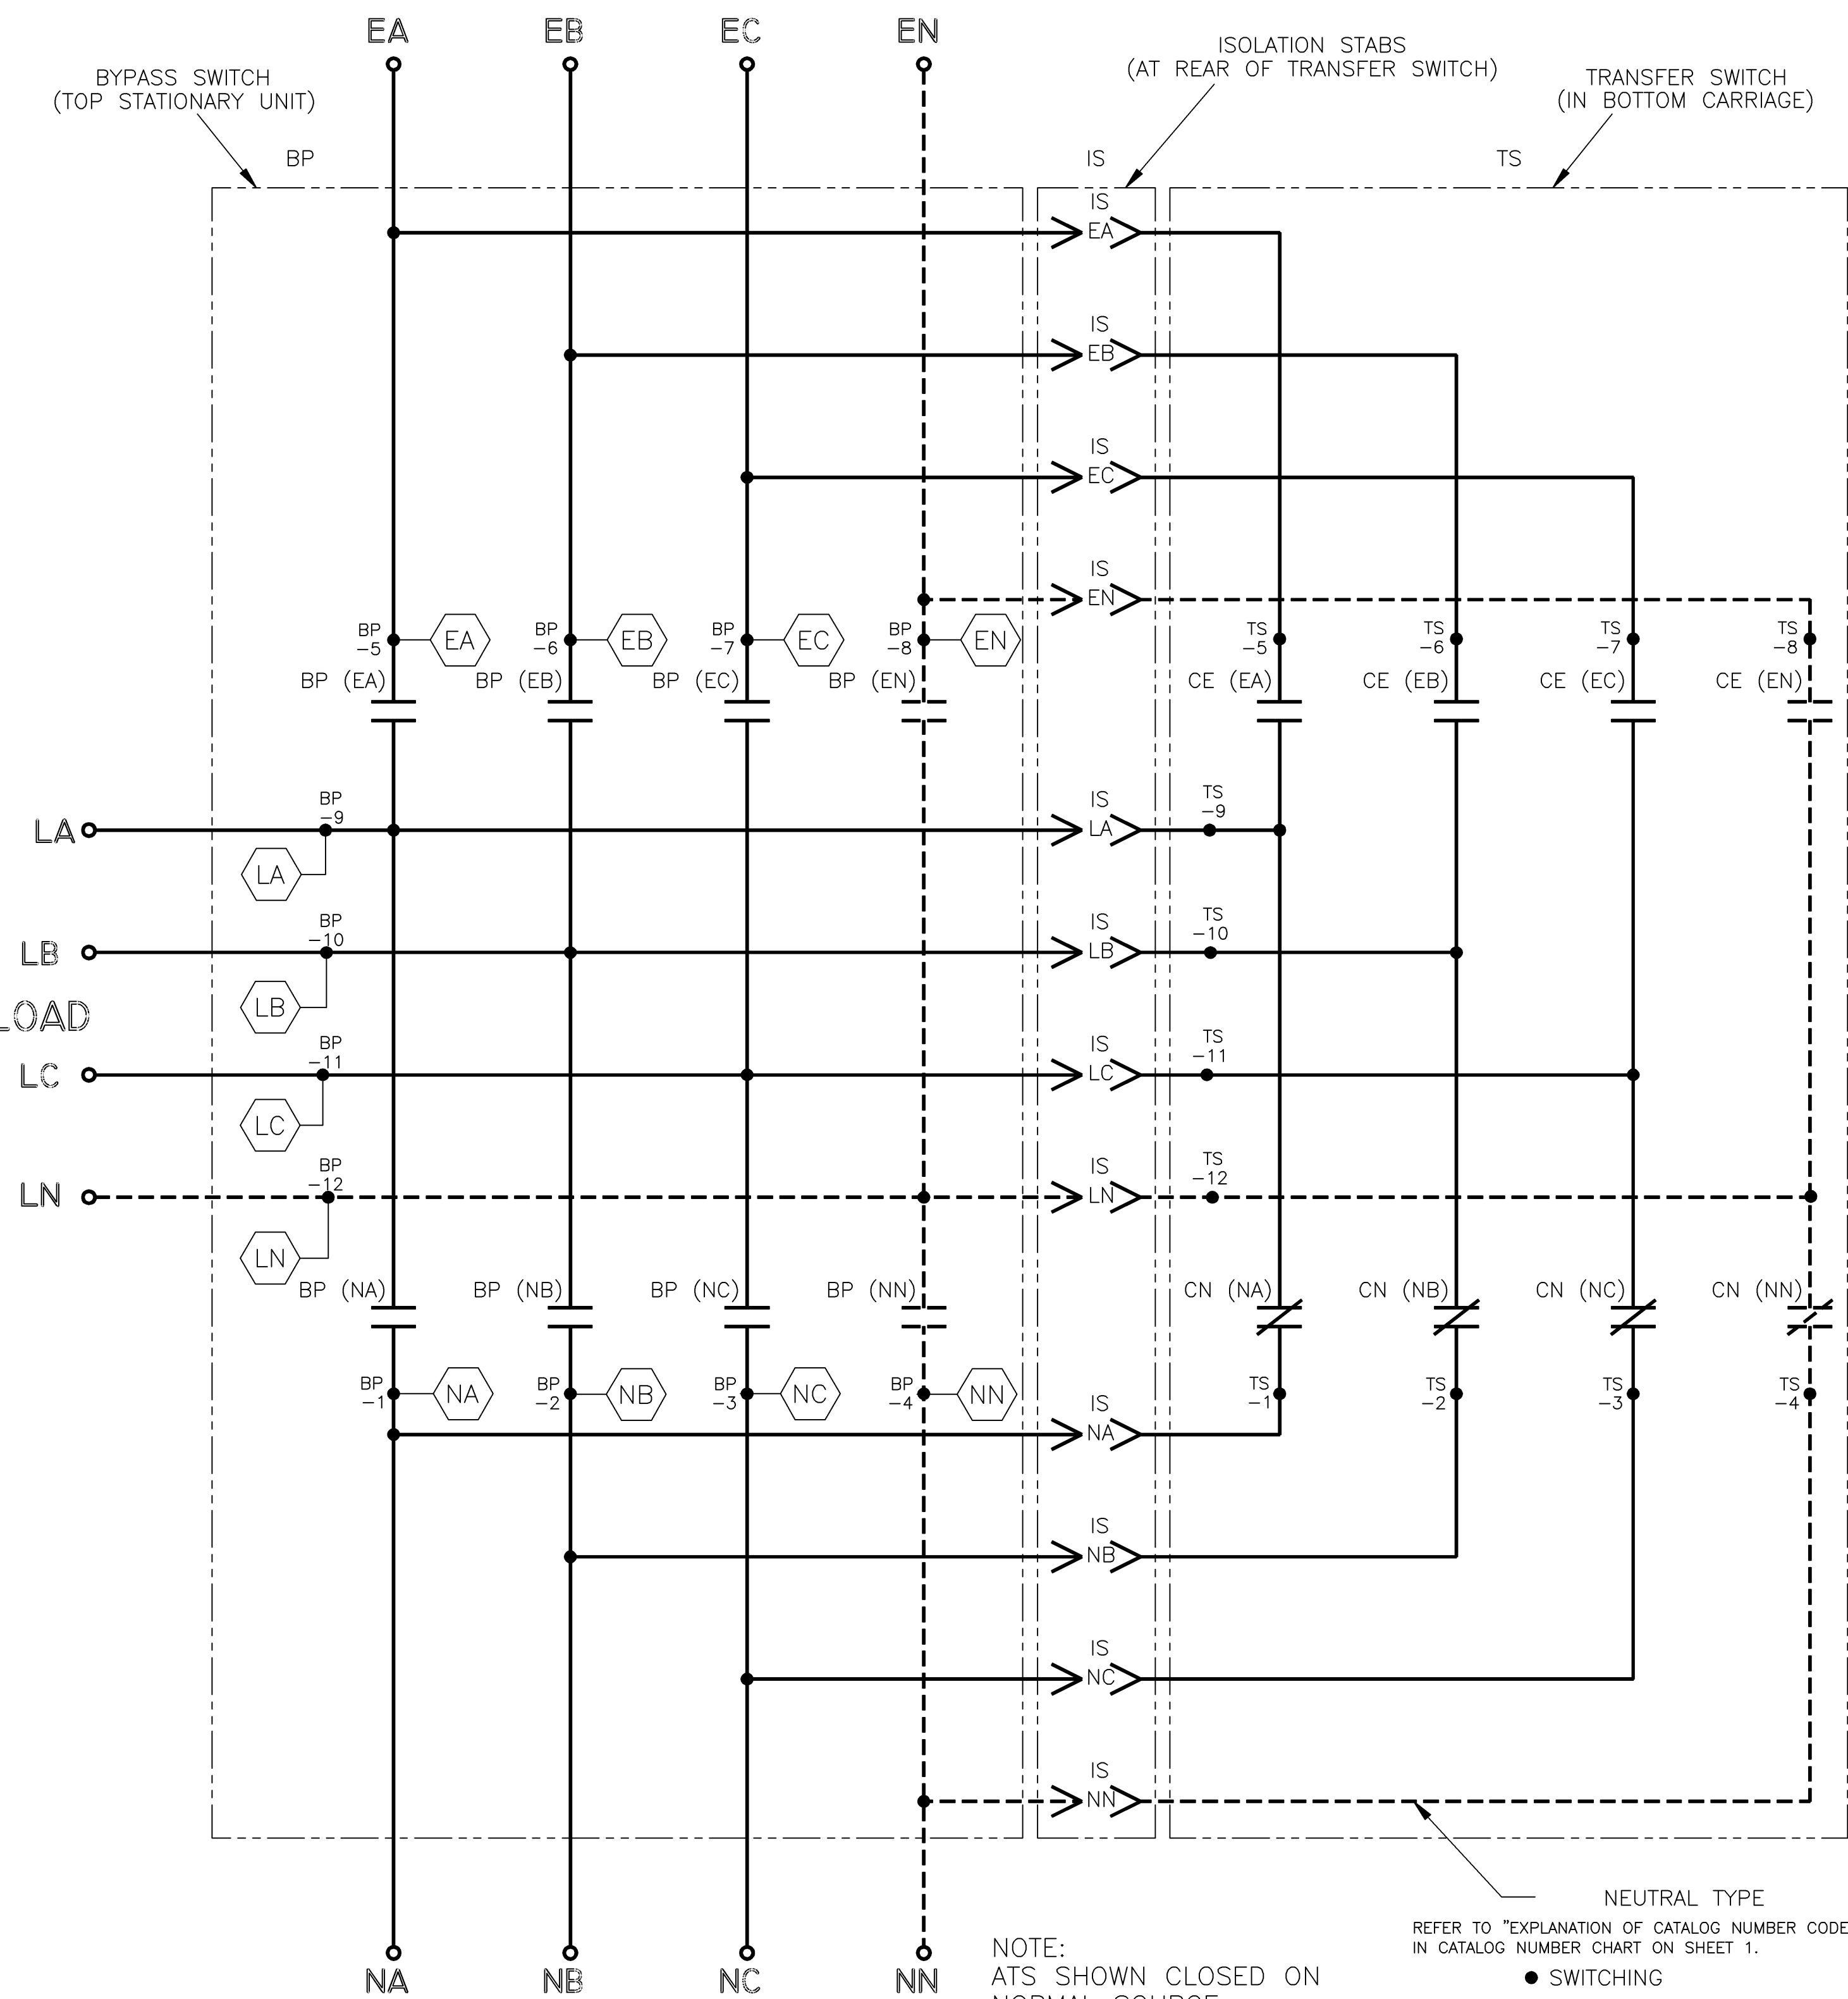 EA EB EC EN
BYPASS SWITCH
(TOP STATIONARY UNIT)
ISOLATION STABS
(AT REAR OF TRANSFER SWITCH)
TRANSFER SWITCH
(IN BOTTOM CARRIAGE)
BP IS TS
IS
EA
IS
EB
IS
EC
IS
EN
BP BP BP BP TS TS TS TS
-5 EA -6 EB -7 EC -8 EN -5 -6 -7 -8
BP (EA) BP (EB) BP (EC) BP (EN) CE (EA) CE (EB) CE (EC) CE (EN)
BP IS TS
-9 -9
LA LA
LA
BP IS TS
-10 -10
LB LB
LB
LOAD
BP IS TS
-11 -11
LC LC
LC
BP IS TS
-12 -12
LN LN
LN
BP (NA) BP (NB) BP (NC) BP (NN) CN (NA) CN (NB) CN (NC) CN (NN)
BP BP BP BP TS TS TS TS
-1 NA -2 NB -3 NC -4 NN -1 -2 -3 -4
IS
NA
IS
NB
IS
NC
IS
NN
NEUTRAL TYPE
REFER TO "EXPLANATION OF CATALOG NUMBER CODE
IN CATALOG NUMBER CHART ON SHEET 1.
● SWITCHING
NA NB NC NN
NOTE:
ATS SHOWN CLOSED ON
NORMAL SOURCE